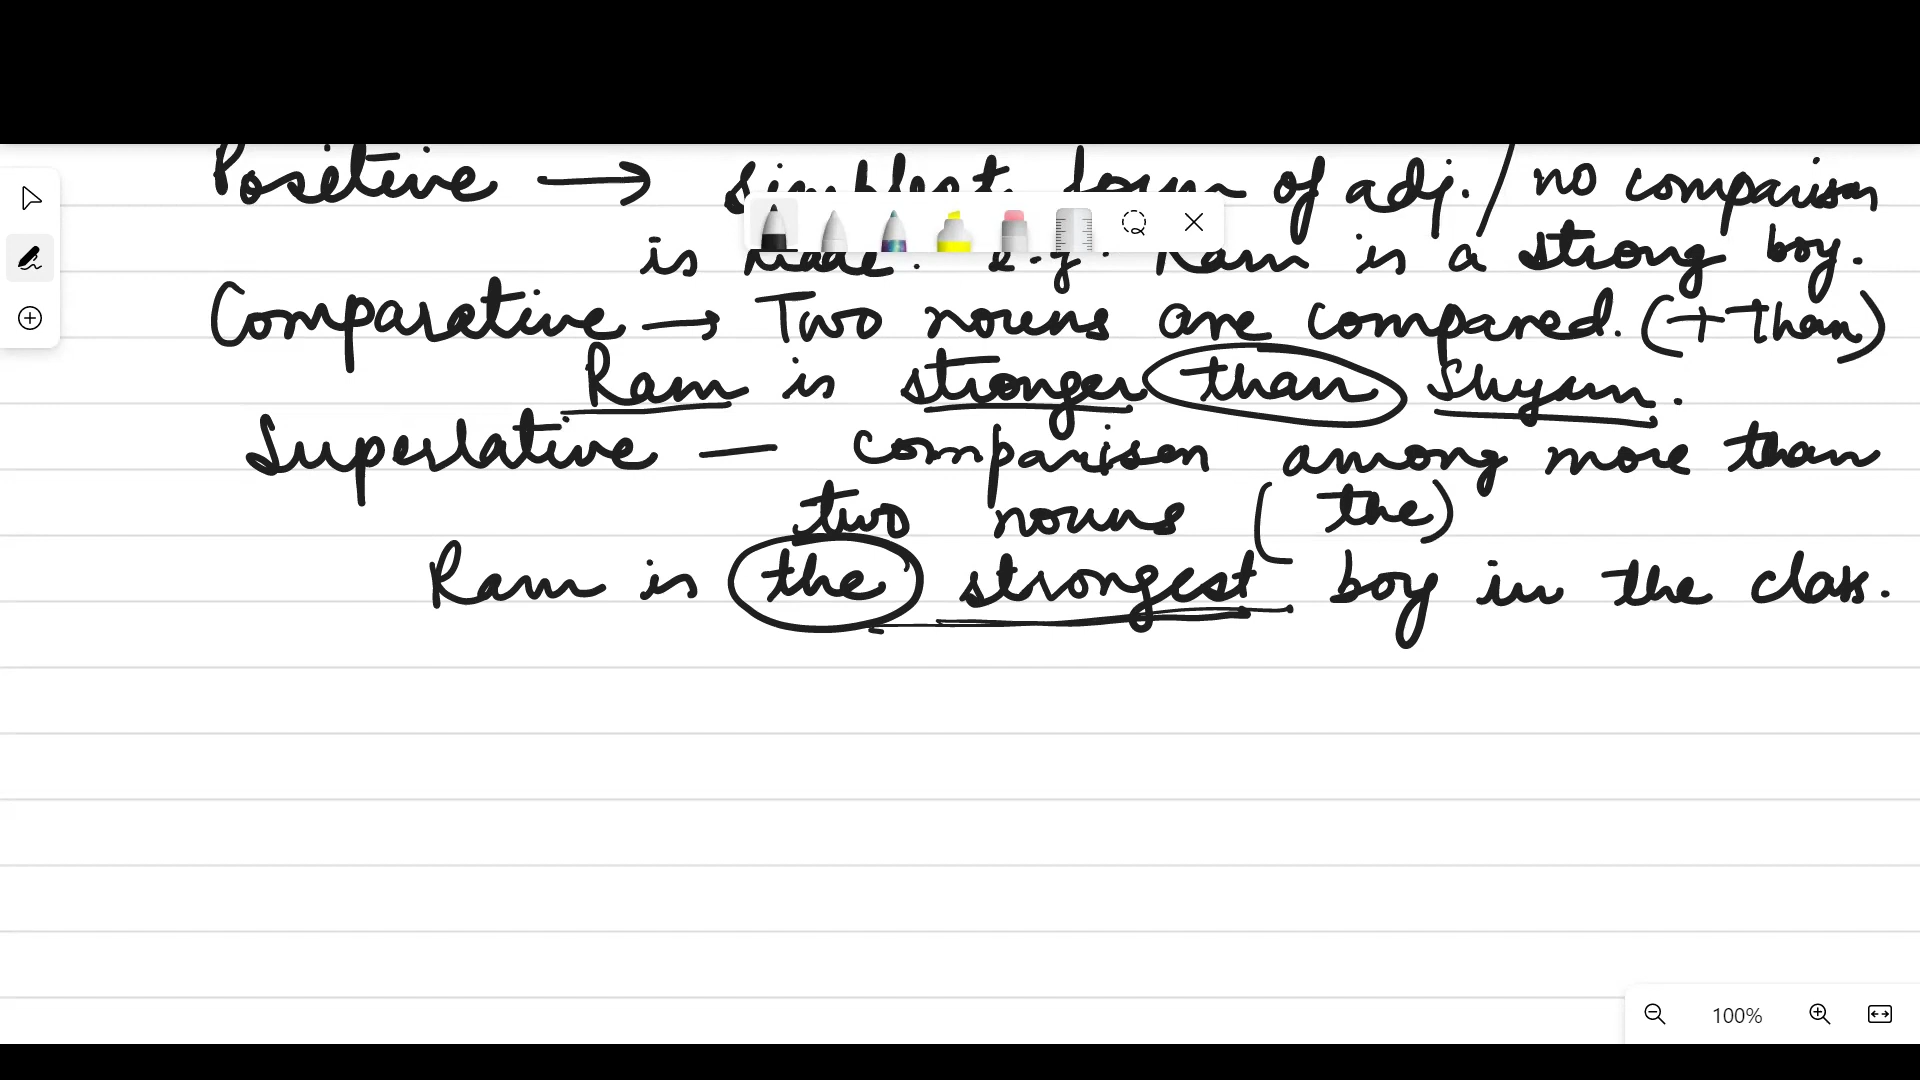 Positive → simplest form of adj. / no comparison
is made. e.g. Ram is a strong boy.
Comparative → Two nouns are compared. (+ than)
Ram is stronger than Shyam.
Superlative — comparison among more than
two nouns (the)
Ram is the strongest boy in the class.
100%